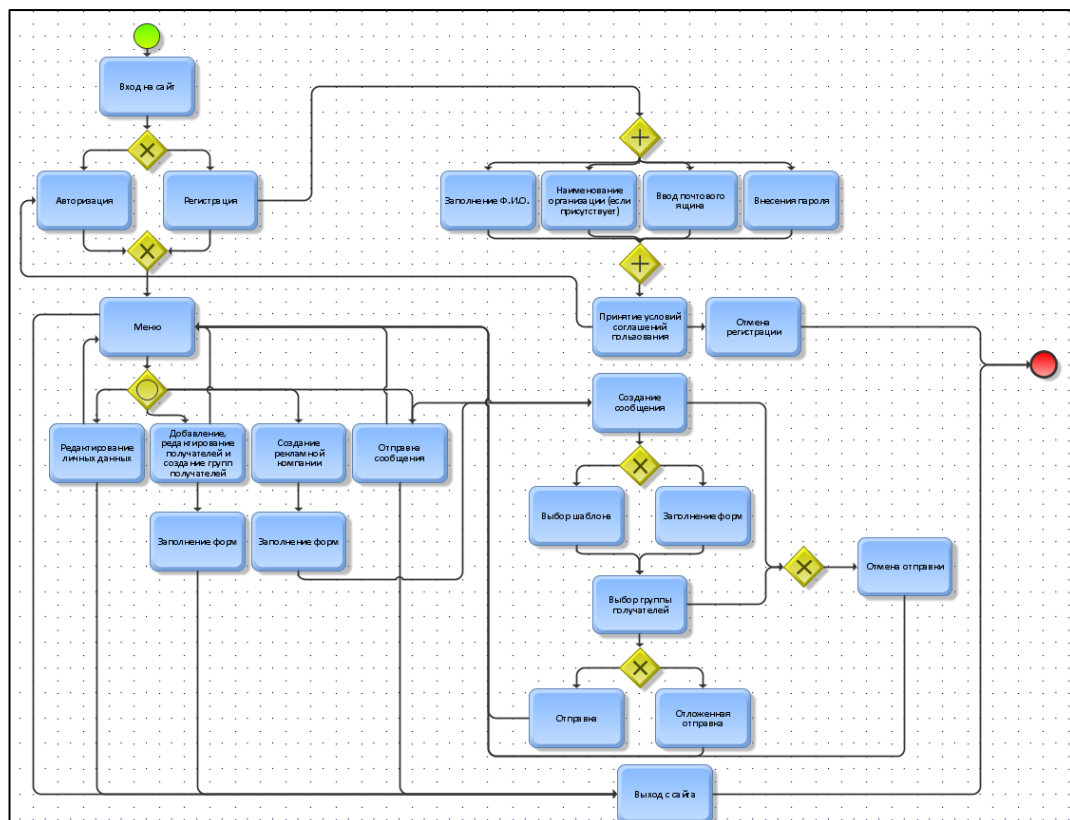 Вход на сайт
Авторизация
Регистрация
Заполнение Ф.И.О.
Наименование
организации (если
присутствует)
Ввод почтового
ящика
Внесения пароля
Меню
Принятие условий
соглашений
пользования
Отмена
регистрации
Редактирование
личных данных
Добавление,
редактирование
получателей и
создание групп
получателей
Создание
рекламной
компании
Отправка
сообщения
Создание
сообщения
Заполнение форм
Заполнение форм
Выбор шаблона
Заполнение форм
Отмена отправки
Выбор группы
получателей
Отправка
Отложенная
отправка
Выход с сайта